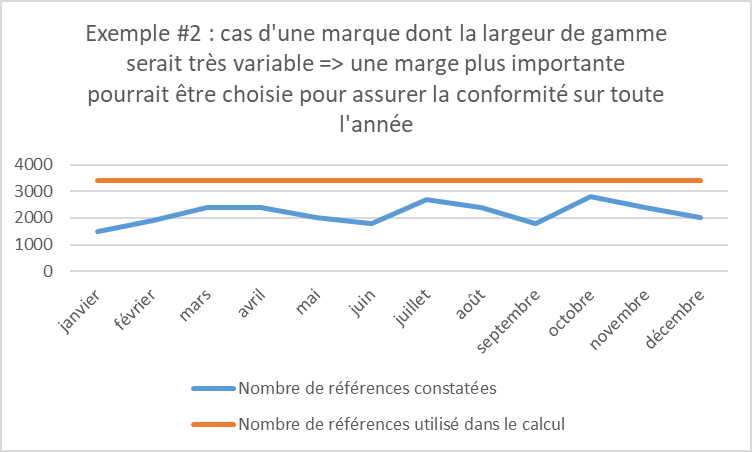 Exemple #2 : cas d'une marque dont la largeur de gamme
serait très variable => une marge plus importante
pourrait être choisie pour assurer la conformité sur toute
l'année
4000
3000
2000
1000
0
janvier
février
mars
avril
mai
juin
juillet
août
septembre
octobre
novembre
décembre
Nombre de références constatées
Nombre de références utilisé dans le calcul